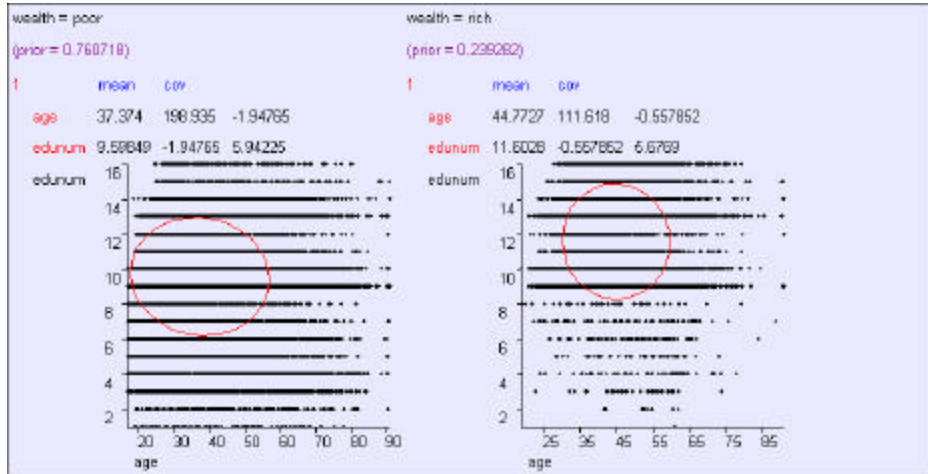 wealth = poor
(prior = 0.760718)
1 mean cov
age 37.374 198.935 -1.94765
edunum 9.59849 -1.94765 5.94225
edunum
16
14
12
10
8
6
4
2
20 30 40 50 60 70 80 90
age
wealth = rich
(prior = 0.239282)
1 mean cov
age 44.7727 111.618 -0.557852
edunum 11.6028 -0.557852 5.6769
edunum
16
14
12
10
8
6
4
2
25 35 45 55 65 75 85
age